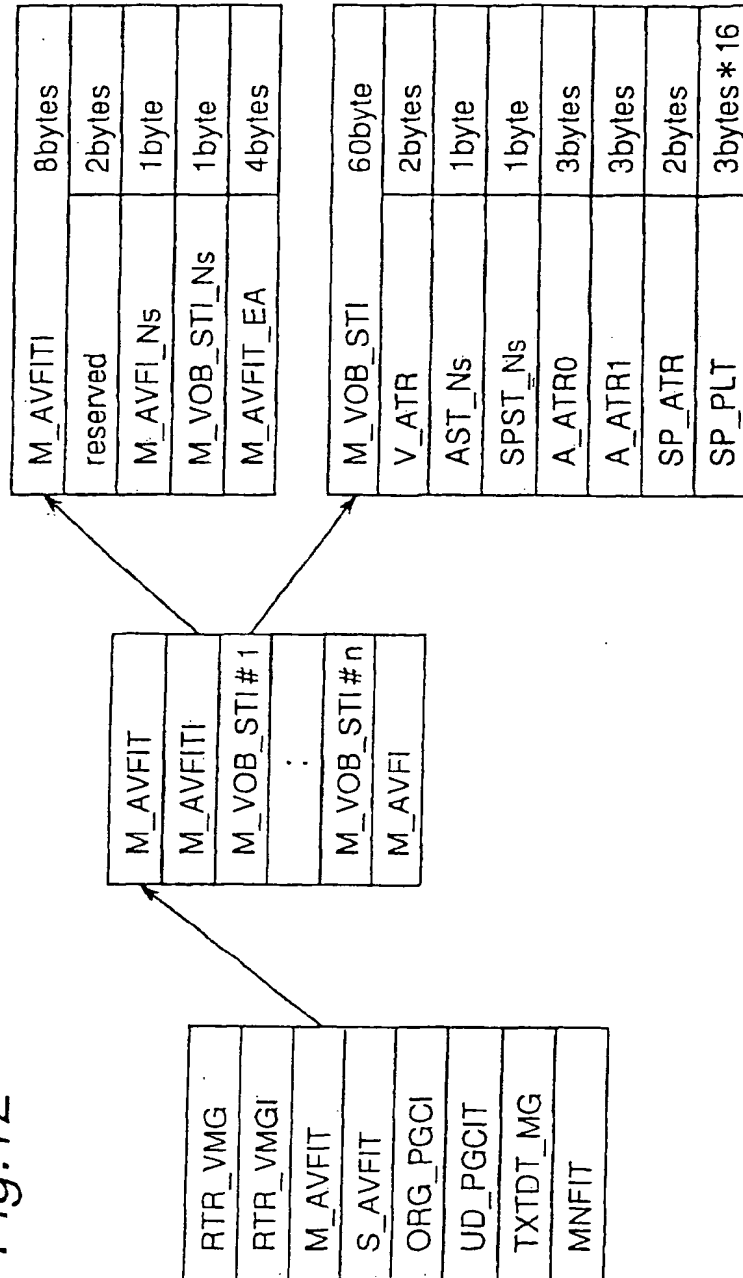 Fig.12
RTR_VMG
RTR_VMGI
M_AVFIT
S_AVFIT
ORG_PGCI
UD_PGCIT
TXTDT_MG
MNFIT
M_AVFIT
M_AVFITI
M_VOB_STI#1
:
M_VOB_STI#n
M_AVFI
M_AVFITI 8bytes
reserved 2bytes
M_AVFI_Ns 1byte
M_VOB_STI_Ns 1byte
M_AVFIT_EA 4bytes
M_VOB_STI 60byte
V_ATR 2bytes
AST_Ns 1byte
SPST_Ns 1byte
A_ATR0 3bytes
A_ATR1 3bytes
SP_ATR 2bytes
SP_PLT 3bytes*16